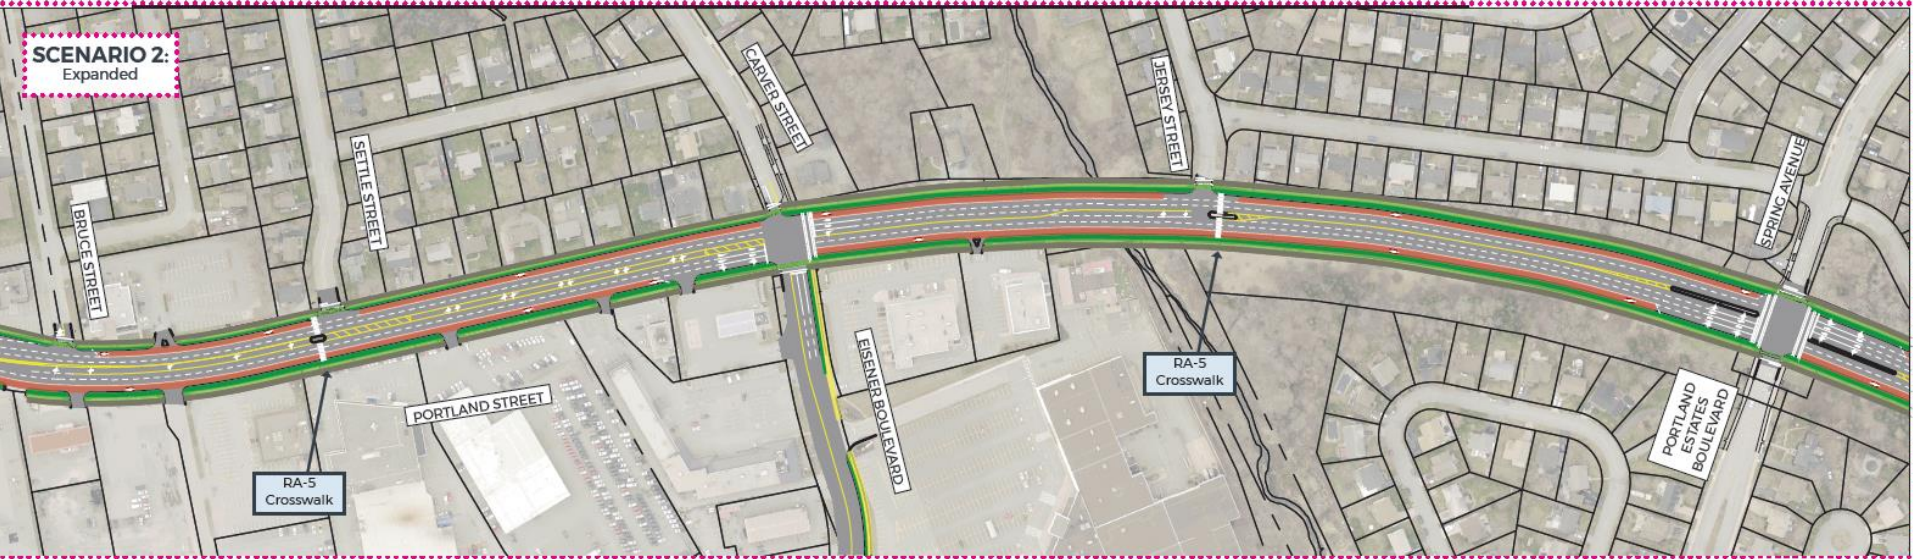 SCENARIO 2:
Expanded
BRUCE STREET
SETTLE STREET
CARVER STREET
JERSEY STREET
SPRING AVENUE
RA-5
Crosswalk
PORTLAND STREET
EISENER BOULEVARD
RA-5
Crosswalk
PORTLAND
ESTATES
BOULEVARD